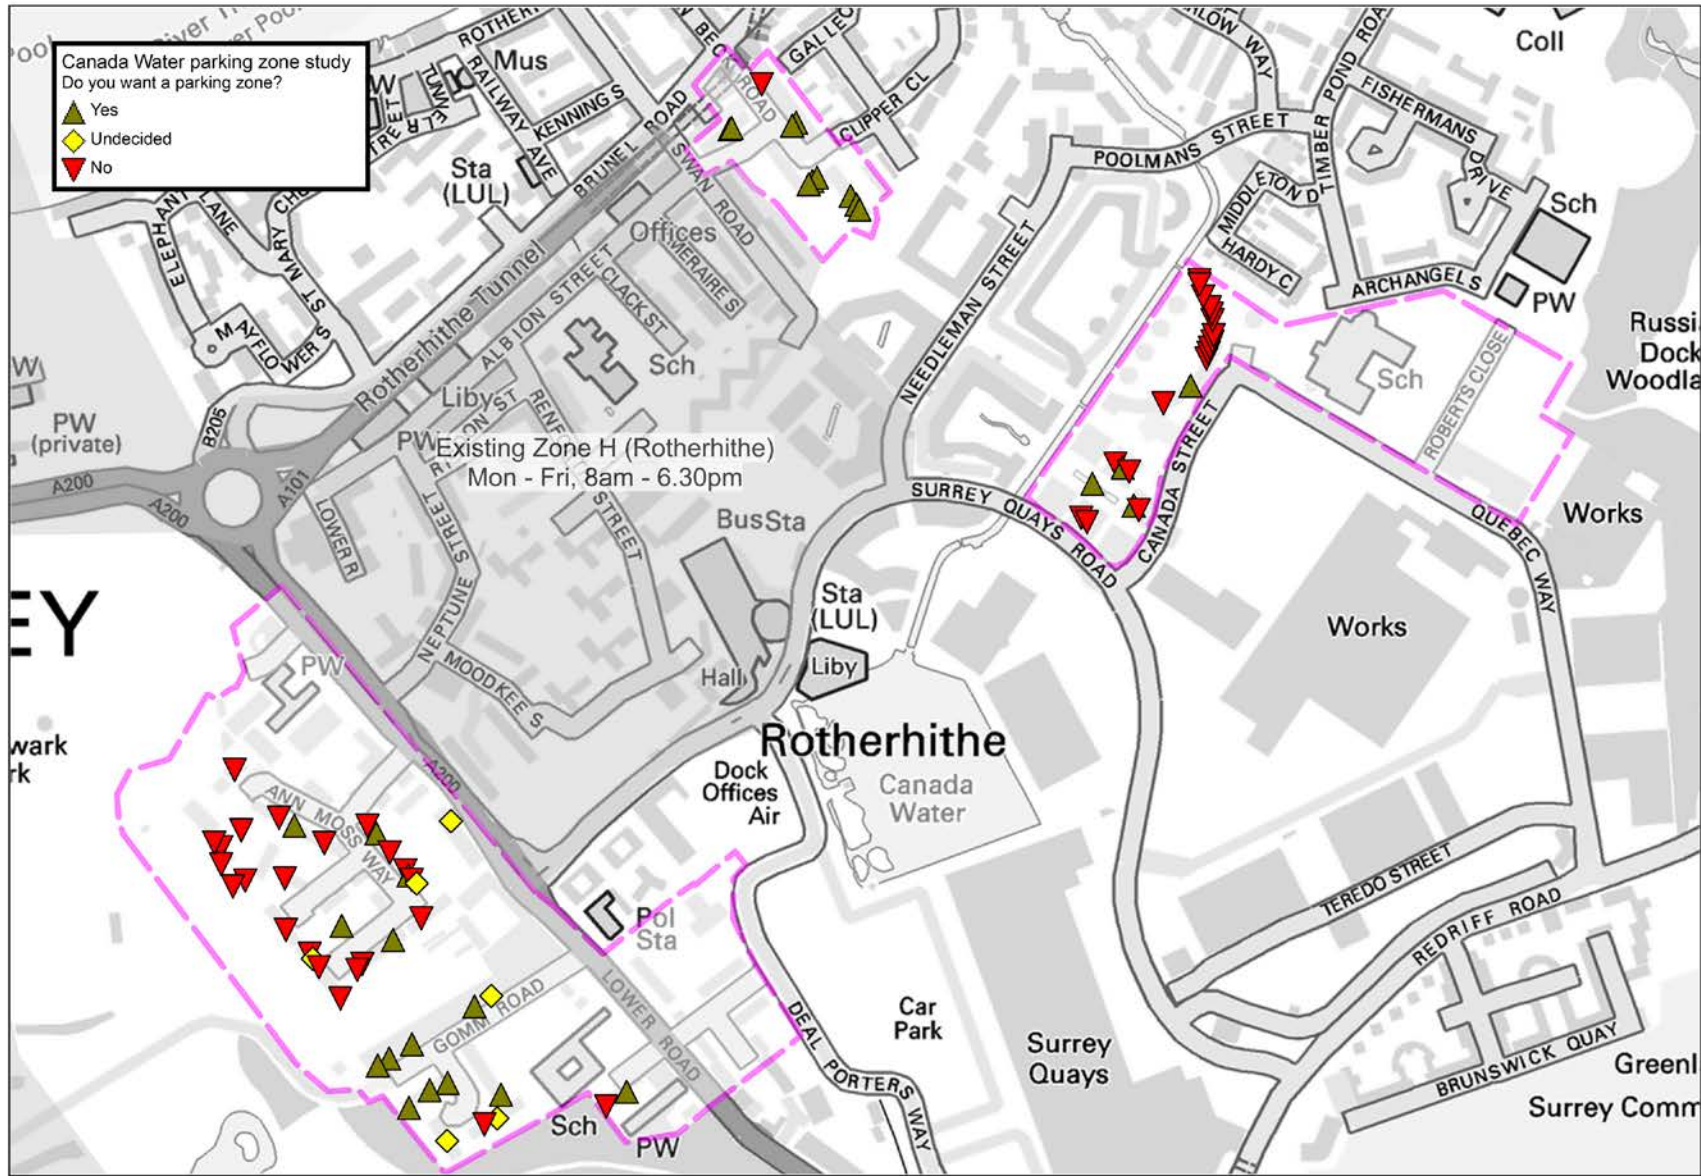 Canada Water parking zone study
Do you want a parking zone?
Yes
Undecided
No
River
Mus
RAILWAY AVE
KENNING S
BRUNEL ROAD
GALLEO
CLIPPER CL
SWAN ROAD
Sta
(LUL)
ELEPHANT LANE
MAYFLOWER S
Rotherhithe Tunnel
ALBION STREET
CLACK ST
Offices
Sch
Liby
PW
(private)
PW
B205
A200
A200
A101
PW
Existing Zone H (Rotherhithe)
Mon - Fri, 8am - 6.30pm
LOWER R
NEPTUNE STREET
MOODKEE S
BusSta
Hall
Sta
(LUL)
Liby
NEEDLEMAN STREET
POOLMANS STREET
TIMBER POND ROA
FISHERMANS DRIVE
Coll
MIDDLETON D
HARDY C
ARCHANGEL S
Sch
PW
Russi
Dock
Woodla
Sch
ROBERTS CLOSE
CANADA STREET
SURREY QUAYS ROAD
QUEBEC WAY
Works
Works
EY
PW
wark
rk
A200
Rotherhithe
Canada
Water
Dock
Offices
Air
ANN MOSS WAY
Pol
Sta
GOMM ROAD
LOWER ROAD
DEAL PORTERS WAY
Car
Park
Surrey
Quays
TEREDO STREET
REDRIFF ROAD
BRUNSWICK QUAY
Greenl
Surrey Comm
Sch
PW